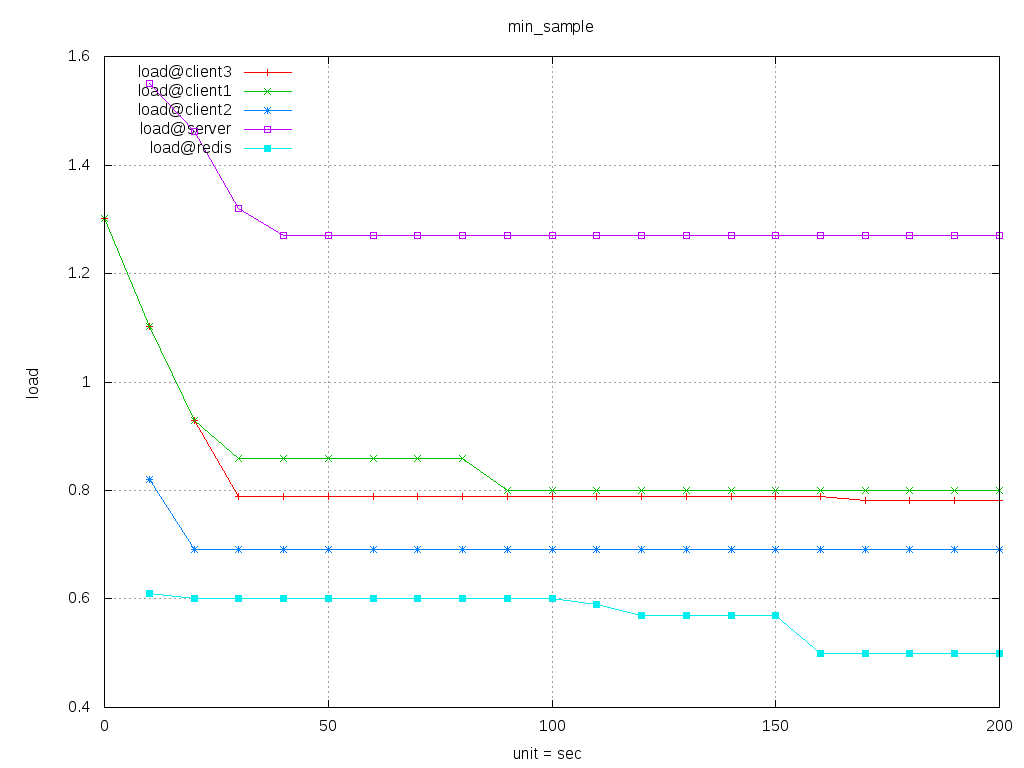 min_sample
1.6
load@client3
load@client1
load@client2
load@server
load@redis
1.4
1.2
1
load
0.8
0.6
0.4
0 50 100 150 200
unit = sec